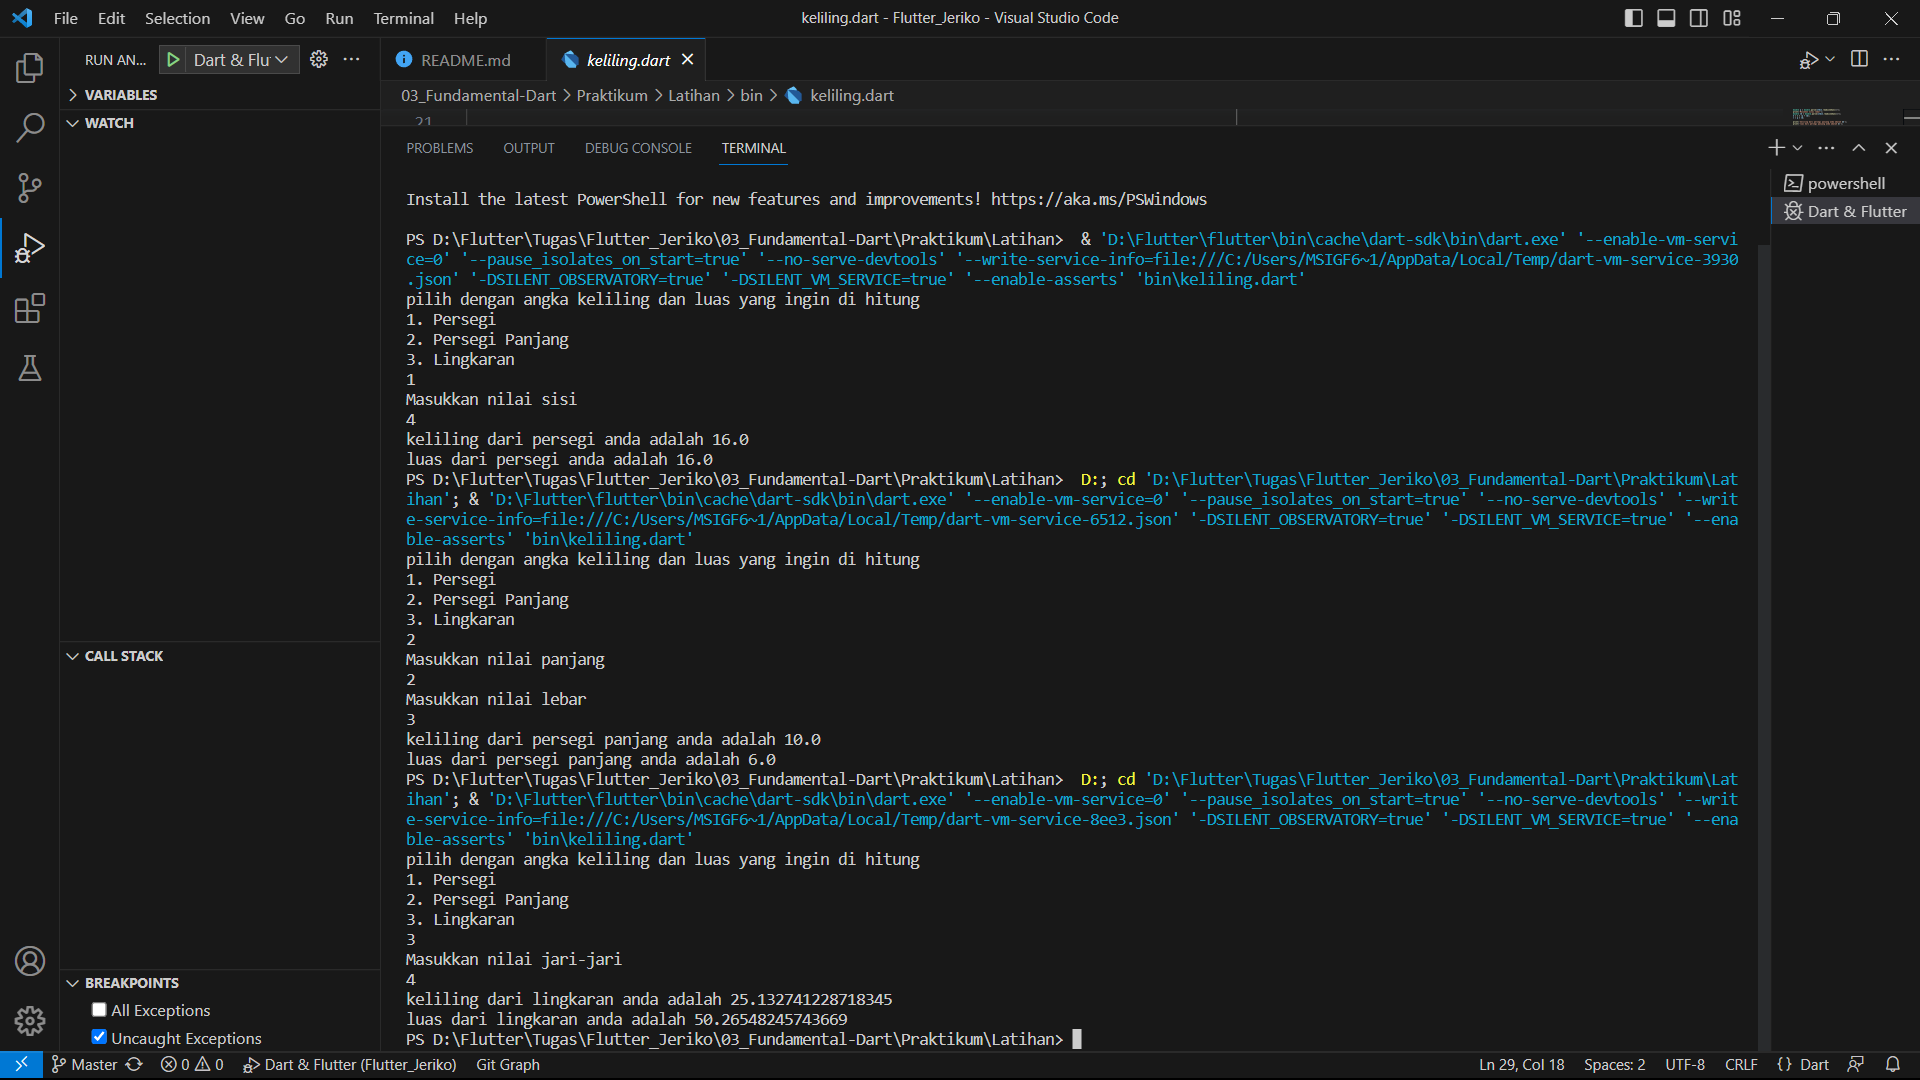 File Edit Selection View Go Run Terminal Help
keliling.dart - Flutter_Jeriko - Visual Studio Code
RUN AN... Dart & Flu
README.md
keliling.dart
03_Fundamental-Dart > Praktikum > Latihan > bin > keliling.dart
VARIABLES
WATCH
21
PROBLEMS OUTPUT DEBUG CONSOLE TERMINAL
powershell
Dart & Flutter
Install the latest PowerShell for new features and improvements! https://aka.ms/PSWindows
PS D:\Flutter\Tugas\Flutter_Jeriko\03_Fundamental-Dart\Praktikum\Latihan>  & 'D:\Flutter\flutter\bin\cache\dart-sdk\bin\dart.exe' '--enable-vm-servi
ce=0' '--pause_isolates_on_start=true' '--no-serve-devtools' '--write-service-info=file:///C:/Users/MSIGF6~1/AppData/Local/Temp/dart-vm-service-3930
.json' '-DSILENT_OBSERVATORY=true' '-DSILENT_VM_SERVICE=true' '--enable-asserts' 'bin\keliling.dart'
pilih dengan angka keliling dan luas yang ingin di hitung
1. Persegi
2. Persegi Panjang
3. Lingkaran
1
Masukkan nilai sisi
4
keliling dari persegi anda adalah 16.0
luas dari persegi anda adalah 16.0
PS D:\Flutter\Tugas\Flutter_Jeriko\03_Fundamental-Dart\Praktikum\Latihan>  D:; cd 'D:\Flutter\Tugas\Flutter_Jeriko\03_Fundamental-Dart\Praktikum\Lat
ihan'; & 'D:\Flutter\flutter\bin\cache\dart-sdk\bin\dart.exe' '--enable-vm-service=0' '--pause_isolates_on_start=true' '--no-serve-devtools' '--writ
e-service-info=file:///C:/Users/MSIGF6~1/AppData/Local/Temp/dart-vm-service-6512.json' '-DSILENT_OBSERVATORY=true' '-DSILENT_VM_SERVICE=true' '--ena
ble-asserts' 'bin\keliling.dart'
pilih dengan angka keliling dan luas yang ingin di hitung
1. Persegi
2. Persegi Panjang
3. Lingkaran
2
Masukkan nilai panjang
2
Masukkan nilai lebar
3
keliling dari persegi panjang anda adalah 10.0
luas dari persegi panjang anda adalah 6.0
PS D:\Flutter\Tugas\Flutter_Jeriko\03_Fundamental-Dart\Praktikum\Latihan>  D:; cd 'D:\Flutter\Tugas\Flutter_Jeriko\03_Fundamental-Dart\Praktikum\Lat
ihan'; & 'D:\Flutter\flutter\bin\cache\dart-sdk\bin\dart.exe' '--enable-vm-service=0' '--pause_isolates_on_start=true' '--no-serve-devtools' '--writ
e-service-info=file:///C:/Users/MSIGF6~1/AppData/Local/Temp/dart-vm-service-8ee3.json' '-DSILENT_OBSERVATORY=true' '-DSILENT_VM_SERVICE=true' '--ena
ble-asserts' 'bin\keliling.dart'
pilih dengan angka keliling dan luas yang ingin di hitung
1. Persegi
2. Persegi Panjang
3. Lingkaran
3
Masukkan nilai jari-jari
4
keliling dari lingkaran anda adalah 25.132741228718345
luas dari lingkaran anda adalah 50.26548245743669
PS D:\Flutter\Tugas\Flutter_Jeriko\03_Fundamental-Dart\Praktikum\Latihan>
CALL STACK
BREAKPOINTS
All Exceptions
Uncaught Exceptions
Master 0 0 Dart & Flutter (Flutter_Jeriko) Git Graph
Ln 29, Col 18 Spaces: 2 UTF-8 CRLF {} Dart